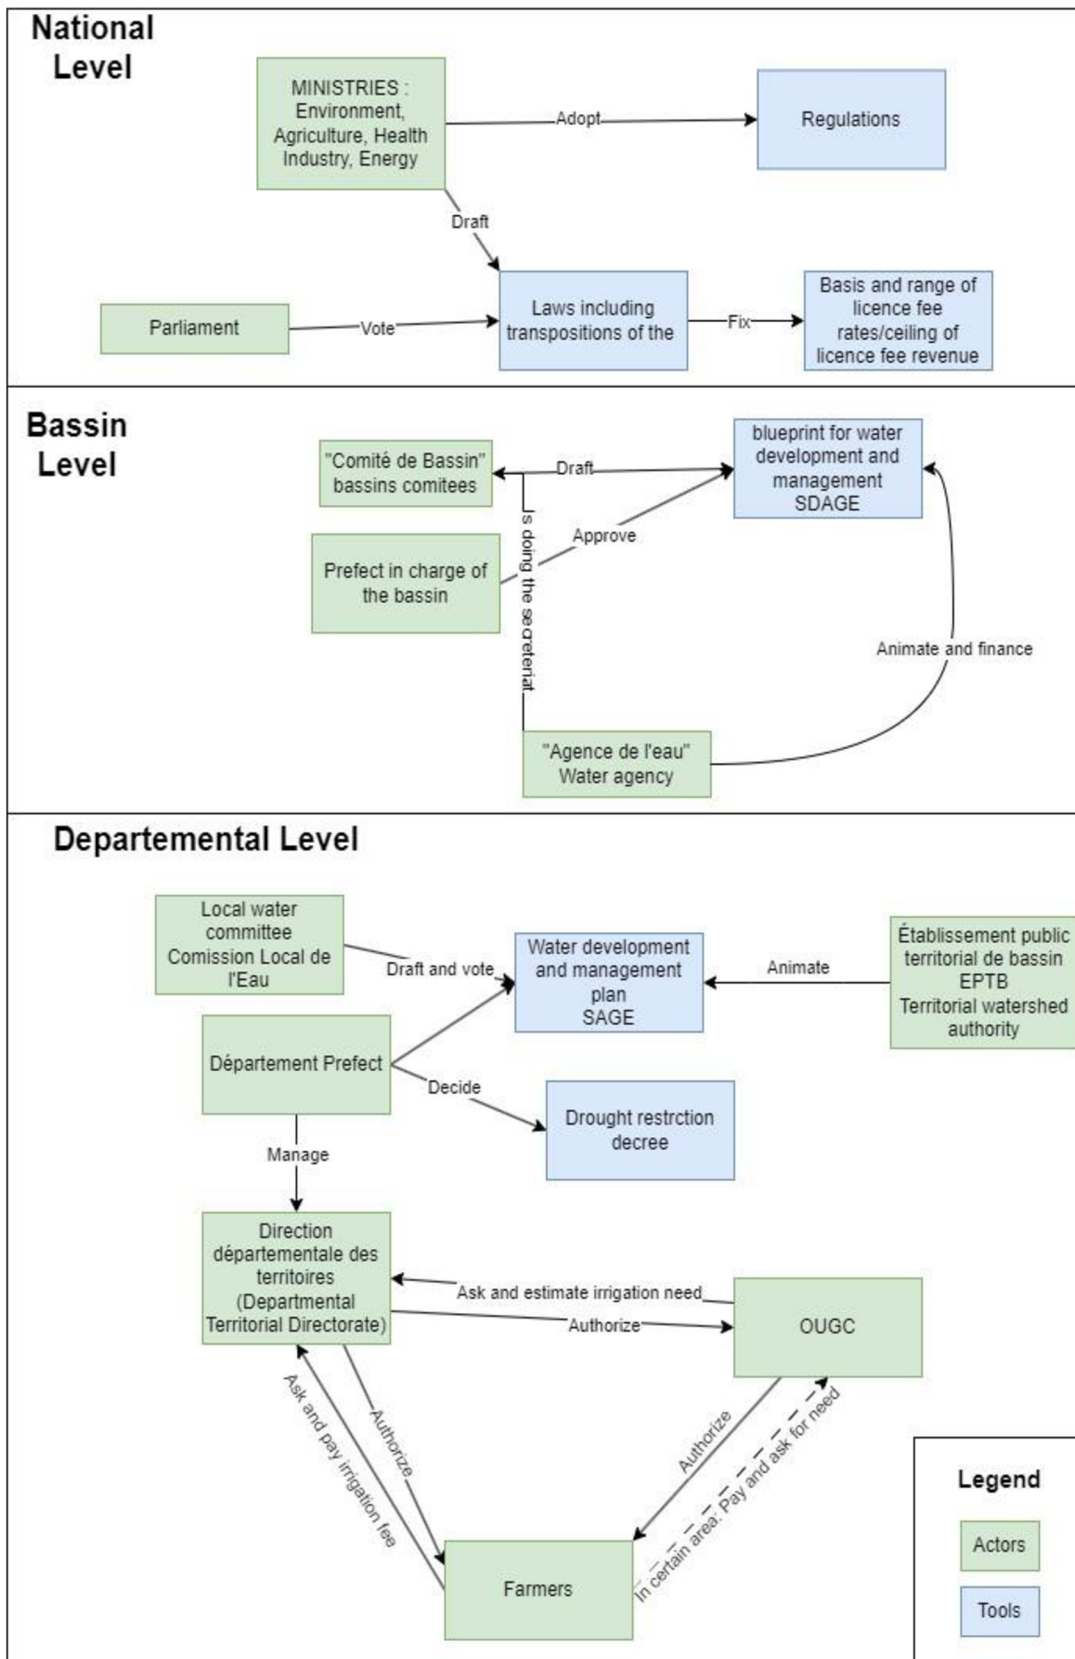 National
Level
MINISTRIES :
Environment,
Agriculture, Health
Industry, Energy
Adopt
Regulations
Draft
Parliament
Vote
Laws including
transpositions of the
Fix
Basis and range of
licence fee
rates/ceiling of
licence fee revenue
Bassin
Level
"Comité de Bassin"
bassins comitees
Draft
blueprint for water
development and
management
SDAGE
Prefect in charge of
the bassin
Approve
Is doing the secreteriat
Animate and finance
"Agence de l'eau"
Water agency
Departemental Level
Local water
committee
Comission Local de
l'Eau
Draft and vote
Water development
and management
plan
SAGE
Animate
Établissement public
territorial de bassin
EPTB
Territorial watershed
authority
Département Prefect
Decide
Drought restrction
decree
Manage
Direction
départementale des
territoires
(Departmental
Territorial Directorate)
Ask and estimate irrigation need
Authorize
OUGC
Ask and pay irrigation fee
Authorize
Authorize
In certain area: Pay and ask for need
Farmers
Legend
Actors
Tools